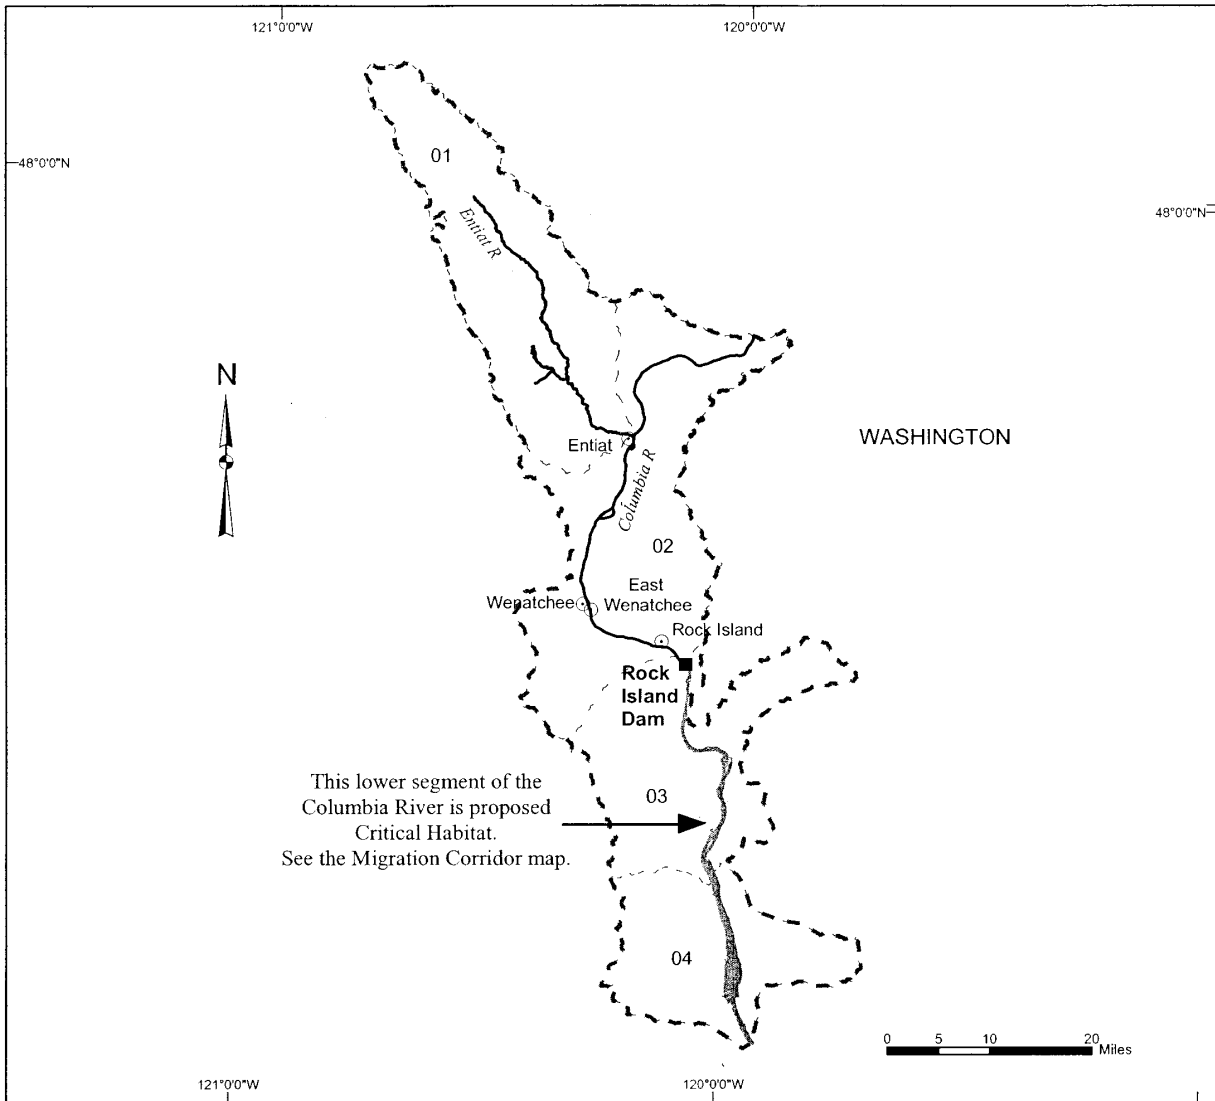 121°0'0"W
120°0'0"W
48°0'0"N
48°0'0"N
01
Entiat R
N
Entiat
WASHINGTON
Columbia R
02
East
Wenatchee
Wenatchee
Rock Island
Rock
Island
Dam
This lower segment of the
Columbia River is proposed
Critical Habitat.
See the Migration Corridor map.
03
04
0 5 10 20
Miles
121°0'0"W
120°0'0"W